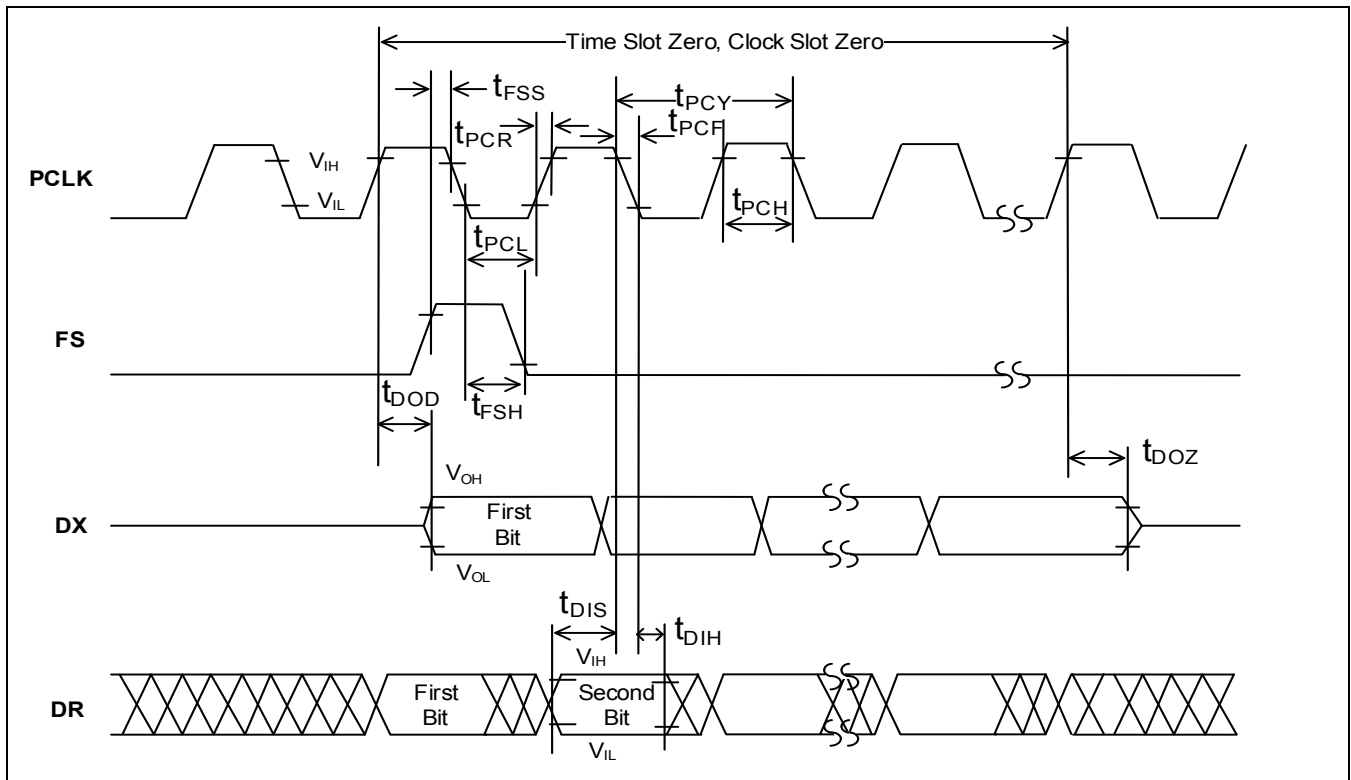 Time Slot Zero, Clock Slot Zero
tFSS
tPCY
tPCR
tPCF
PCLK
VIH
VIL
tPCH
tPCL
FS
tDOD
tFSH
tDOZ
VOH
DX
First
Bit
VOL
tDIS
tDIH
VIH
DR
First
Bit
Second
Bit
VIL